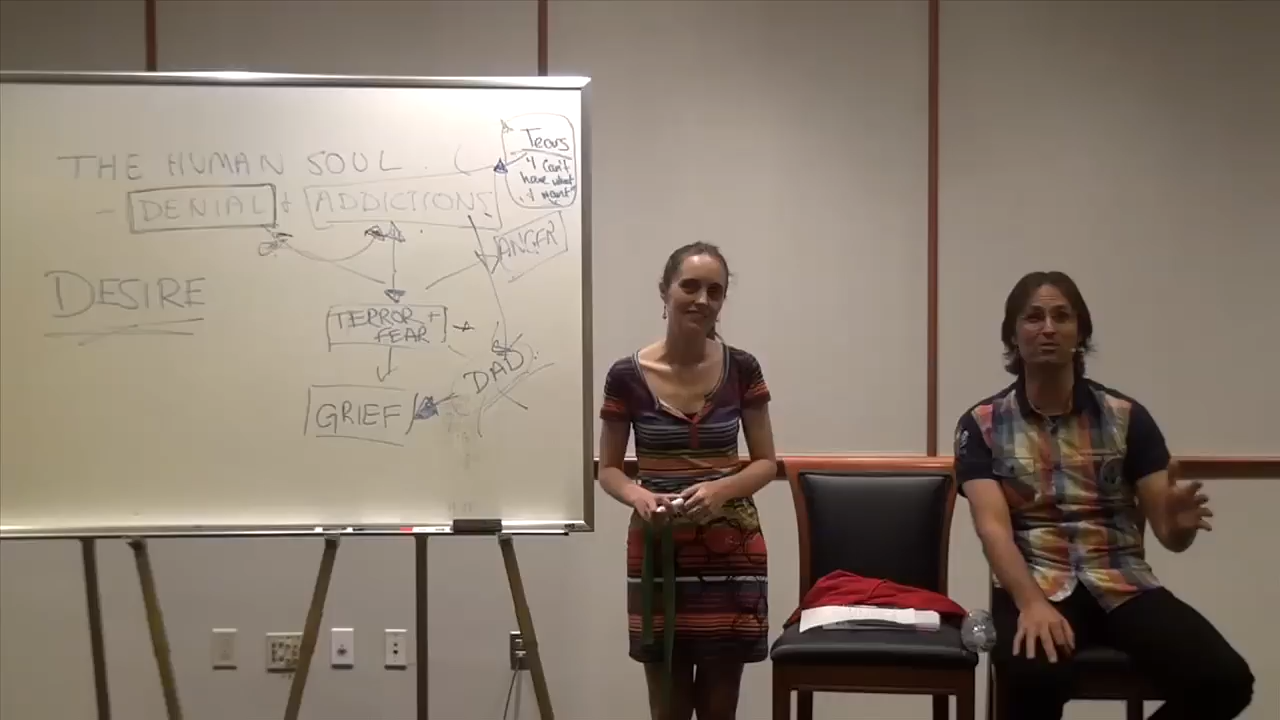 THE HUMAN SOUL.
- DENIAL + ADDICTIONS
Tears
"I can't
have what
I want"
ANGER
DESIRE
TERROR +
FEAR
DAD
GRIEF